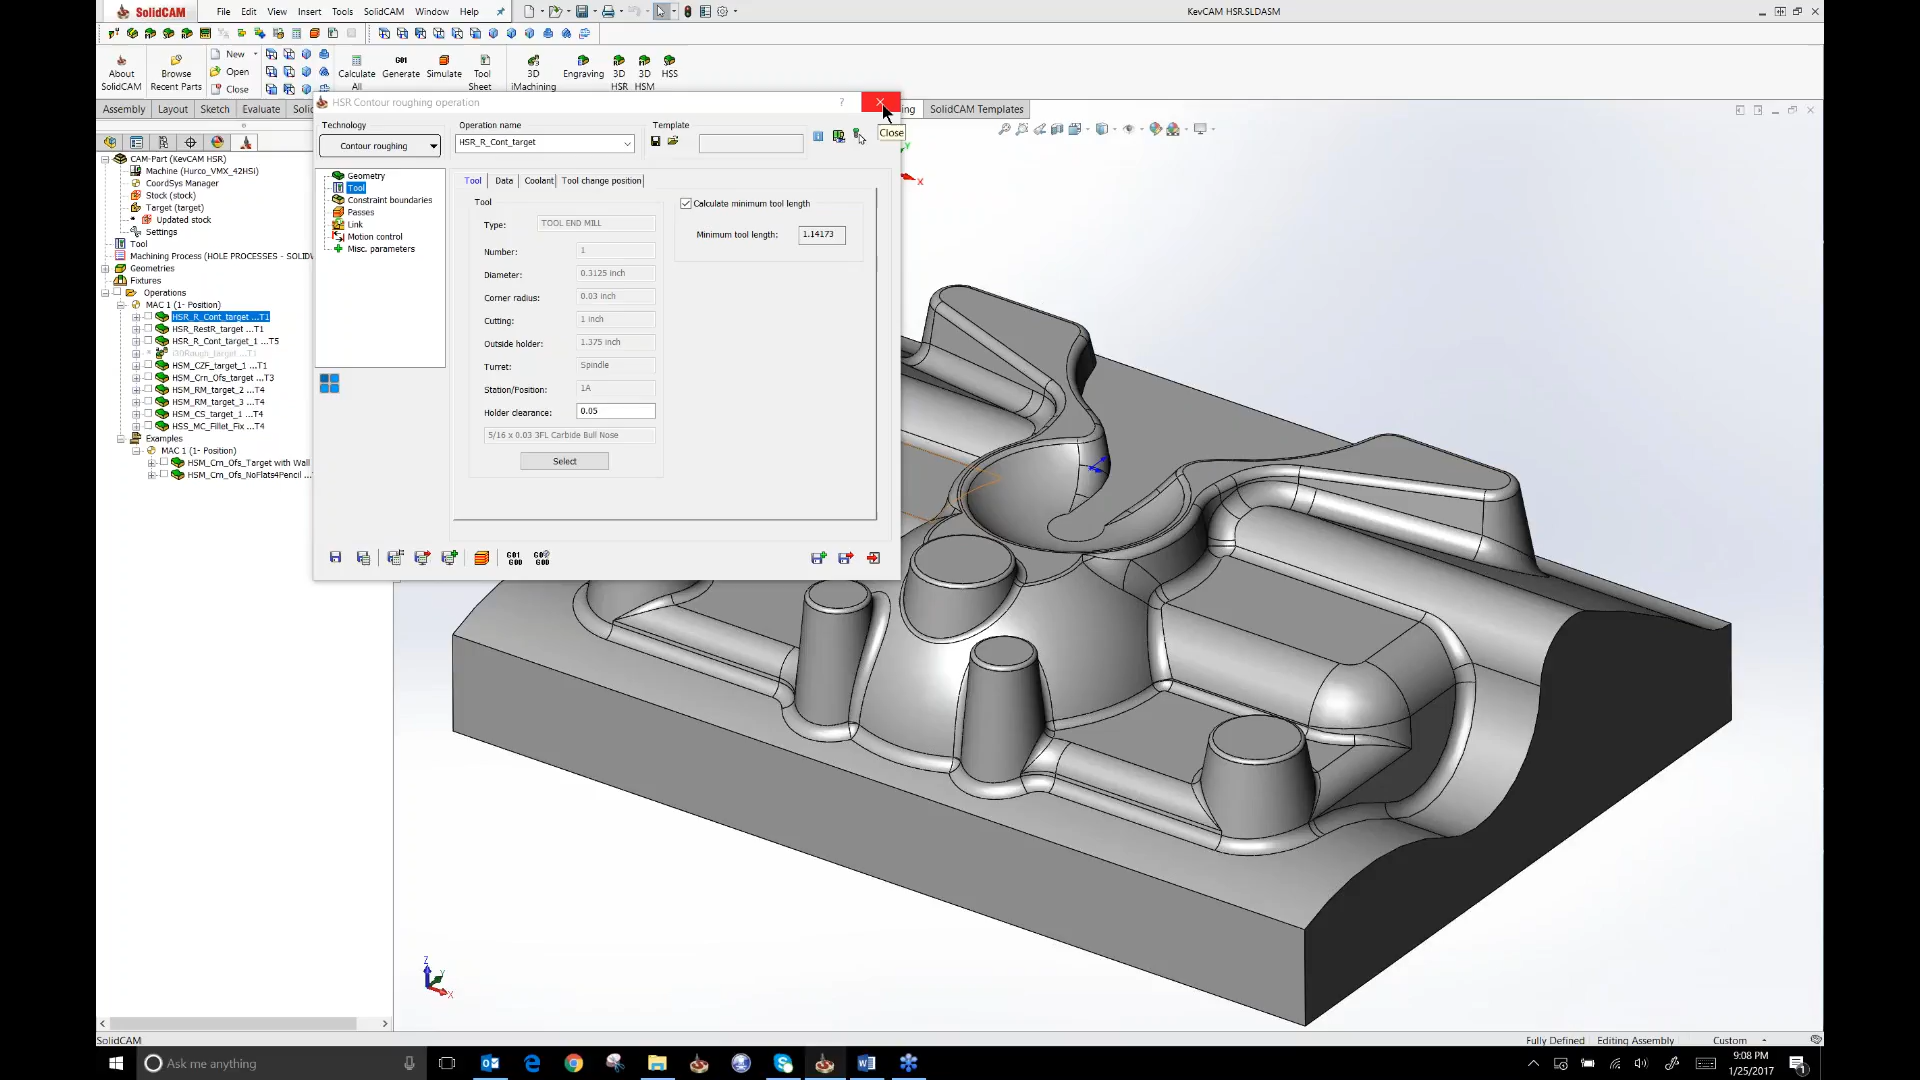 SolidCAM File Edit View Insert Tools SolidCAM Window Help KevCAM HSR.SLDASM
About SolidCAM
Browse Recent Parts
New
Open
Close
Calculate All
G01 Generate
Simulate
Tool Sheet
3D iMachining
Engraving
3D HSR
3D HSM
HSS
Assembly Layout Sketch Evaluate SolidCAM Templates
HSR Contour roughing operation
Close
Technology
Contour roughing
Operation name
HSR_R_Cont_target
Template
CAM-Part (KevCAM HSR)
Machine (Hurco_VMX_42HSi)
CoordSys Manager
Stock (stock)
Target (target)
Updated stock
Settings
Tool
Machining Process (HOLE PROCESSES - SOLIDW
Geometries
Fixtures
Operations
MAC 1 (1- Position)
HSR_R_Cont_target ...T1
HSR_RestR_target ...T1
HSR_R_Cont_target_1 ...T5
HSM_CZF_target_1 ...T1
HSM_Crn_Ofs_target ...T3
HSM_RM_target_2 ...T4
HSM_RM_target_3 ...T4
HSM_CS_target_1 ...T4
HSS_MC_Fillet_Fix ...T4
Examples
MAC 1 (1- Position)
HSM_Crn_Ofs_Target with Wall
HSM_Crn_Ofs_NoFlats4Pencil ...
Geometry
Tool
Constraint boundaries
Passes
Link
Motion control
Misc. parameters
Tool Data Coolant Tool change position
Tool
Type: TOOL END MILL
Number: 1
Diameter: 0.3125 inch
Corner radius: 0.03 inch
Cutting: 1 inch
Outside holder: 1.375 inch
Turret: Spindle
Station/Position: 1A
Holder clearance: 0.05
5/16 x 0.03 3FL Carbide Bull Nose
Select
Calculate minimum tool length
Minimum tool length: 1.14173
G01 G00
X
Z
Y
X
SolidCAM
Fully Defined Editing Assembly Custom
Ask me anything
9:08 PM
1/25/2017